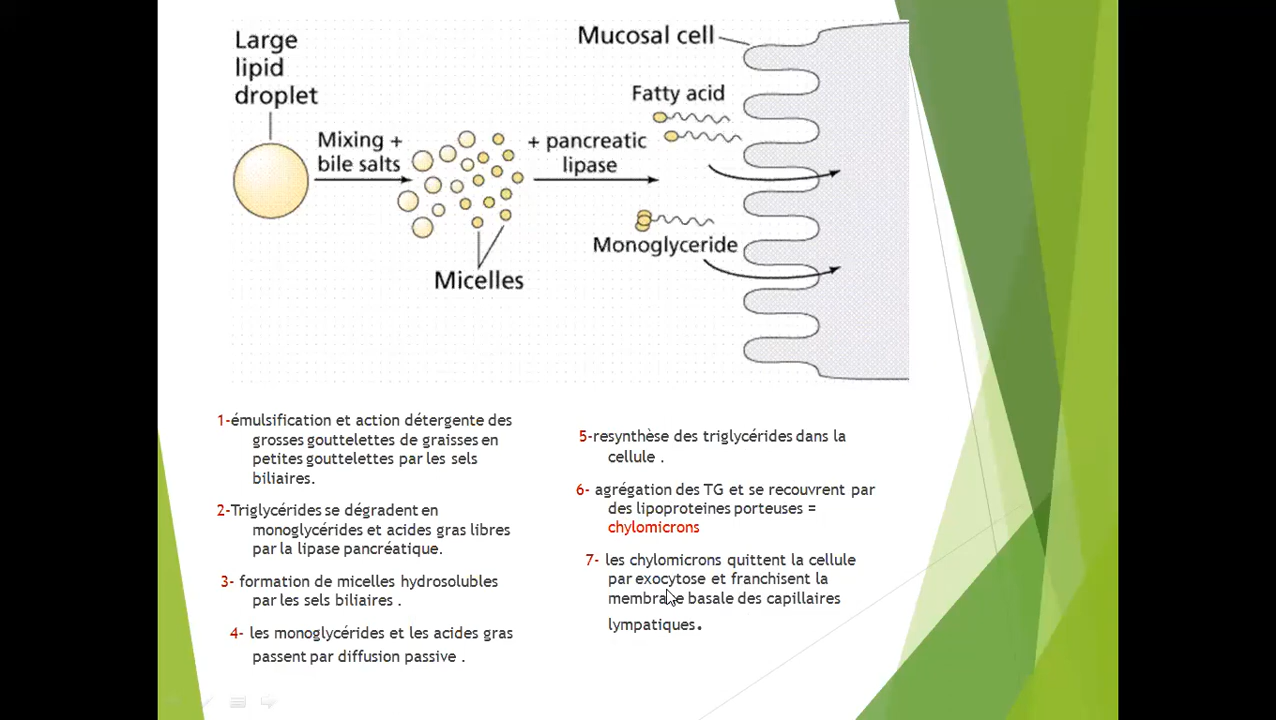 Large
lipid
droplet
Mixing +
bile salts
Micelles
+ pancreatic
lipase
Mucosal cell
Fatty acid
Monoglyceride
1-émulsification et action détergente des
grosses gouttelettes de graisses en
petites gouttelettes par les sels
biliaires.
2-Triglycérides se dégradent en
monoglycérides et acides gras libres
par la lipase pancréatique.
3- formation de micelles hydrosolubles
par les sels biliaires .
4- les monoglycérides et les acides gras
passent par diffusion passive .
5-resynthèse des triglycérides dans la
cellule .
6- agrégation des TG et se recouvrent par
des lipoproteines porteuses =
chylomicrons
7- les chylomicrons quittent la cellule
par exocytose et franchisent la
membrane basale des capillaires
lympatiques.